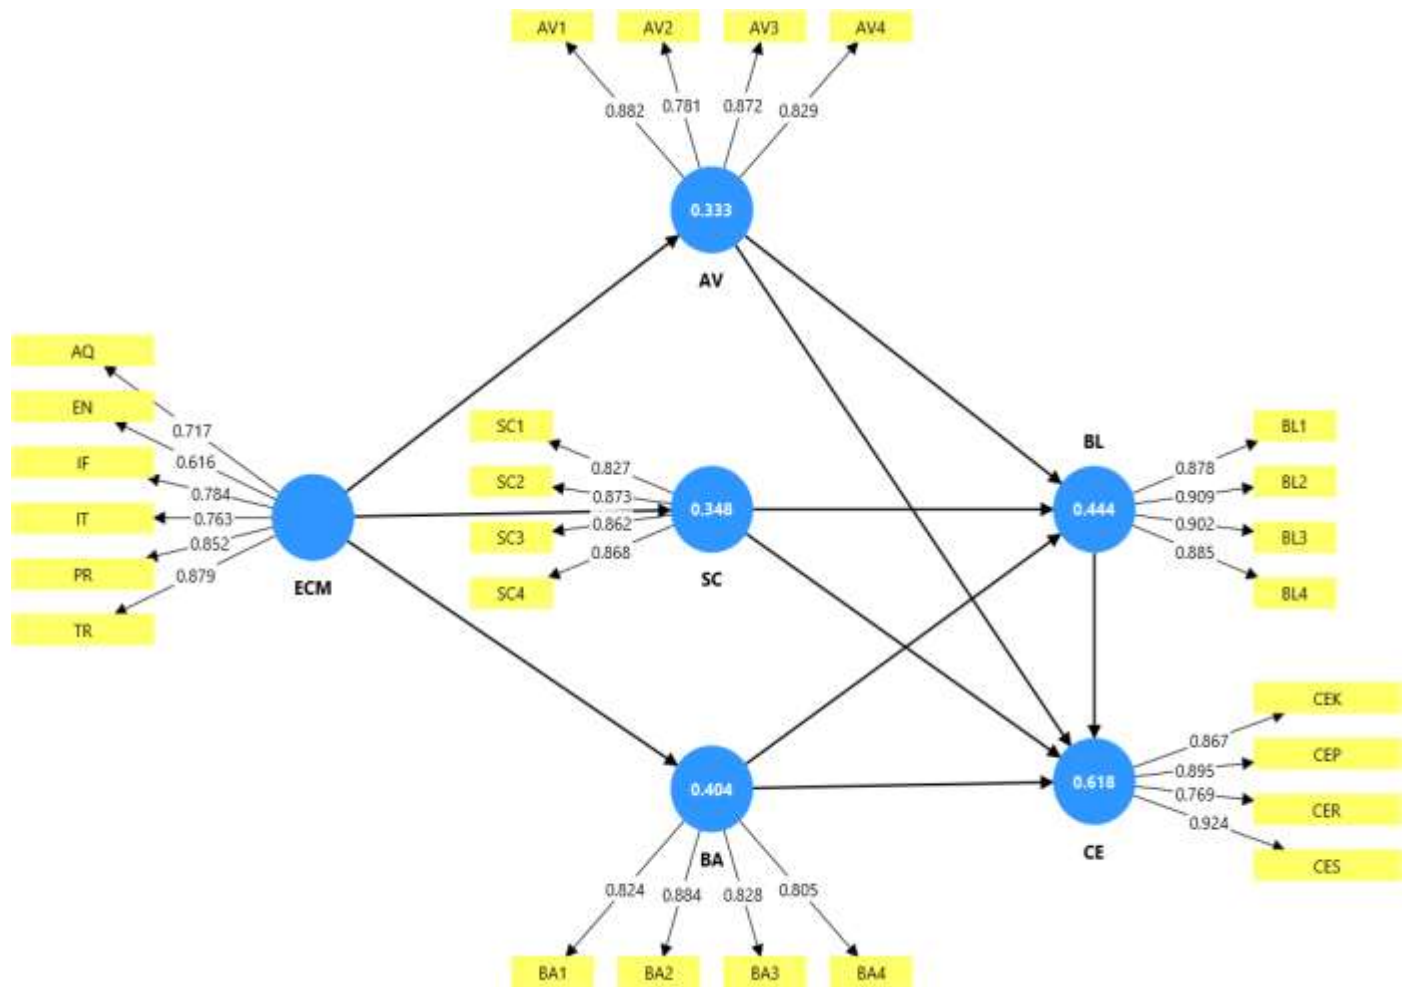 AV1 AV2 AV3 AV4
0.882 0.781 0.872 0.829
0.333
AV
AQ
EN
IF
IT
PR
TR
0.717
0.616
0.784
0.763
0.852
0.879
ECM
SC1
SC2
SC3
SC4
0.827
0.873
0.862
0.868
0.348
SC
BL
0.444
0.878
0.909
0.902
0.885
BL1
BL2
BL3
BL4
0.404
BA
0.824 0.884 0.828 0.805
BA1 BA2 BA3 BA4
0.618
CE
0.867
0.895
0.769
0.924
CEK
CEP
CER
CES